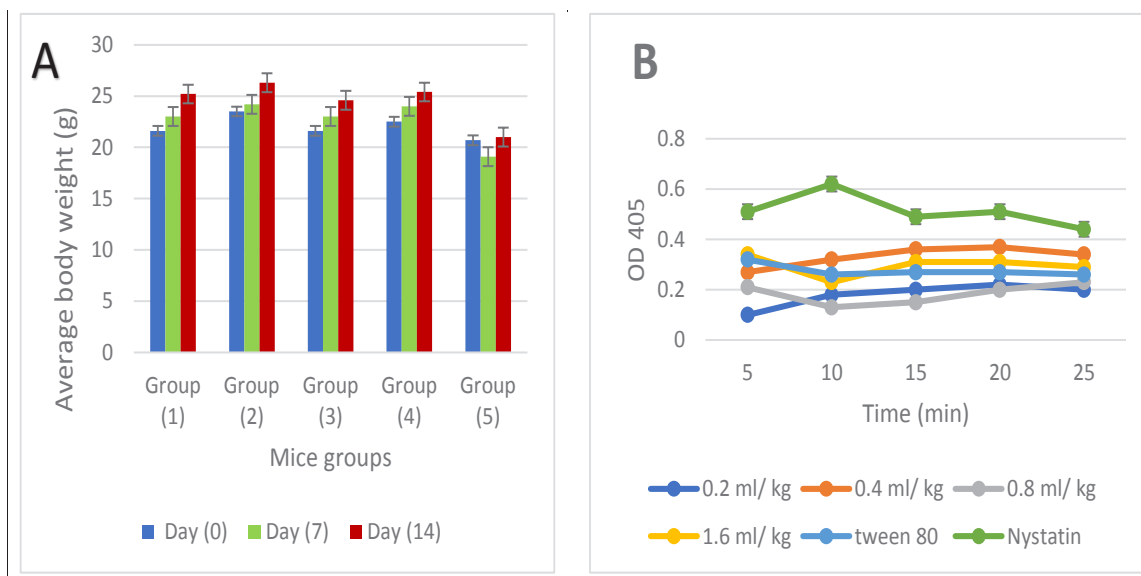 A
30
25
20
15
10
5
0
Average body weight (g)
Group Group Group Group Group
(1) (2) (3) (4) (5)
Mice groups
Day (0) Day (7) Day (14)
B
0.8
0.6
0.4
0.2
0
OD 405
5 10 15 20 25
Time (min)
0.2 ml/ kg 0.4 ml/ kg 0.8 ml/ kg
1.6 ml/ kg tween 80 Nystatin